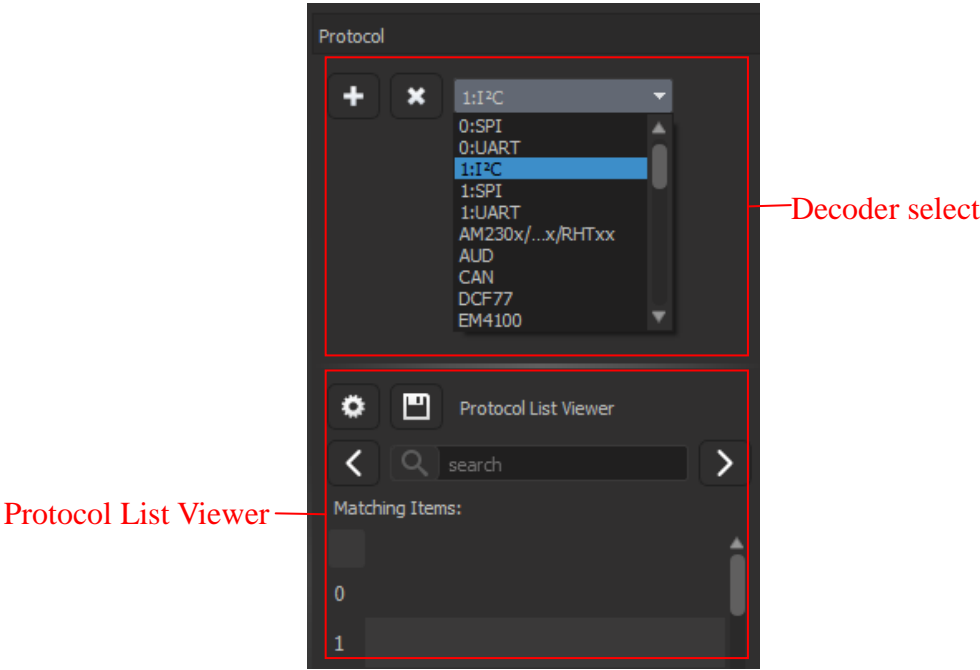 Protocol
1:I²C
0:SPI
0:UART
1:I²C
1:SPI
1:UART
AM230x/...x/RHTxx
AUD
CAN
DCF77
EM4100
Decoder select
Protocol List Viewer
search
Protocol List Viewer
Matching Items:
0
1